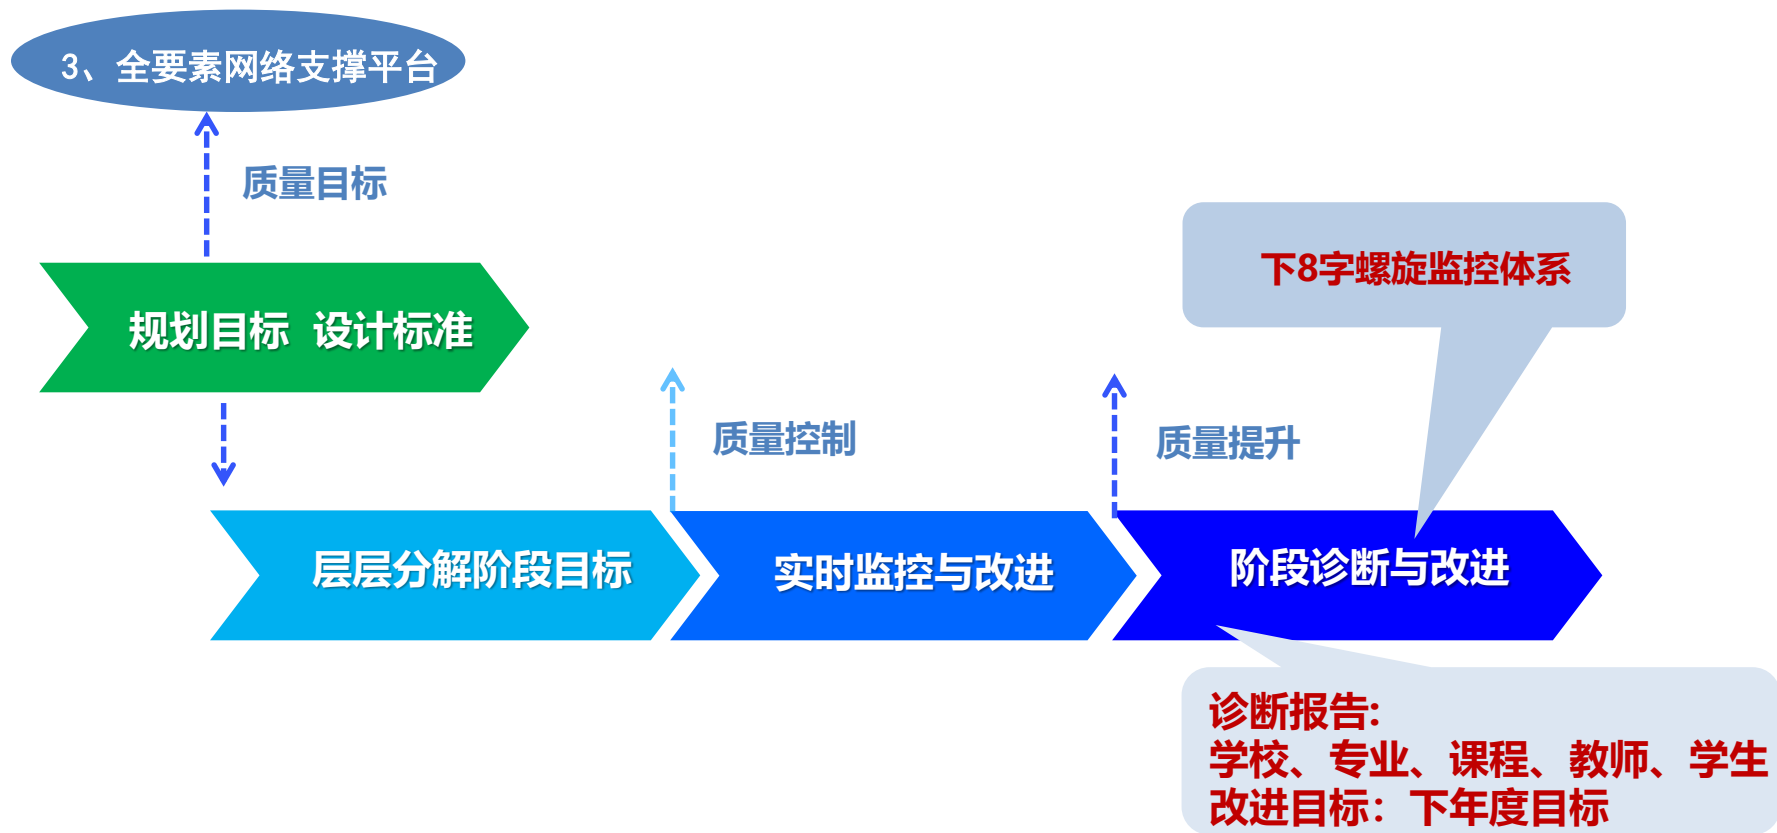 3、全要素网络支撑平台
质量目标
规划目标 设计标准
下8字螺旋监控体系
质量控制
质量提升
层层分解阶段目标
实时监控与改进
阶段诊断与改进
诊断报告:
学校、专业、课程、教师、学生
改进目标：下年度目标